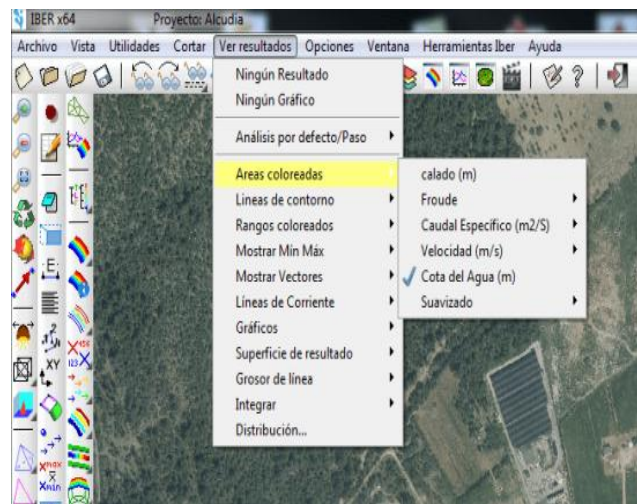 IBER x64 Proyecto: Alcudia
Archivo Vista Utilidades Cortar Ver resultados Opciones Ventana Herramientas Iber Ayuda
Ningún Resultado
Ningún Gráfico
Análisis por defecto/Paso
Areas coloreadas
Lineas de contorno
Rangos coloreados
Mostrar Min Máx
Mostrar Vectores
Líneas de Corriente
Gráficos
Superficie de resultado
Grosor de línea
Integrar
Distribución...
calado (m)
Froude
Caudal Específico (m2/S)
Velocidad (m/s)
Cota del Agua (m)
Suavizado